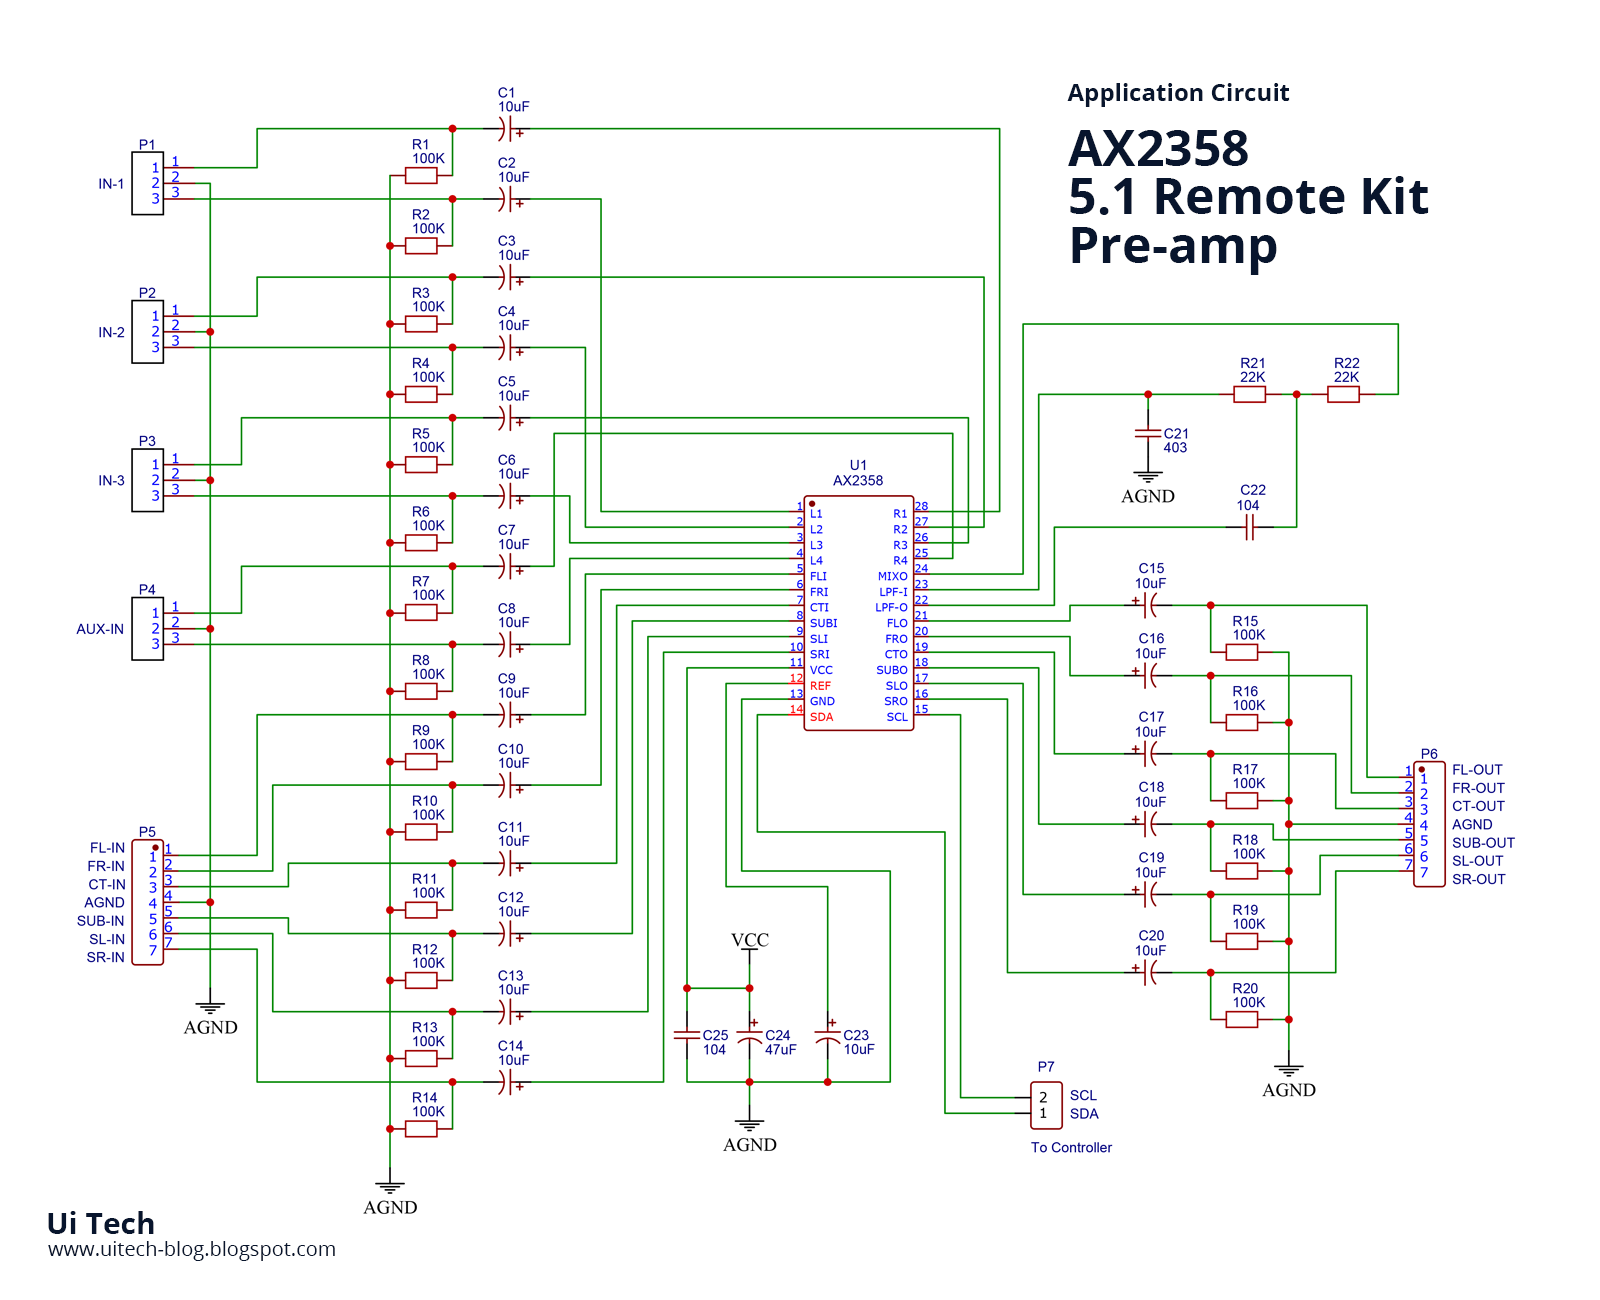 Application Circuit
AX2358
5.1 Remote Kit
Pre-amp
P1
IN-1
1 1
2 2
3 3
P2
IN-2
1 1
2 2
3 3
P3
IN-3
1 1
2 2
3 3
P4
AUX-IN
1 1
2 2
3 3
P5
FL-IN 1 1
FR-IN 2 2
CT-IN 3 3
AGND 4 4
SUB-IN 5 5
SL-IN 6 6
SR-IN 7 7
AGND
R1
100K
R2
100K
R3
100K
R4
100K
R5
100K
R6
100K
R7
100K
R8
100K
R9
100K
R10
100K
R11
100K
R12
100K
R13
100K
R14
100K
AGND
C1
10uF
C2
10uF
C3
10uF
C4
10uF
C5
10uF
C6
10uF
C7
10uF
C8
10uF
C9
10uF
C10
10uF
C11
10uF
C12
10uF
C13
10uF
C14
10uF
U1
AX2358
1 L1 R1 28
2 L2 R2 27
3 L3 R3 26
4 L4 R4 25
5 FLI MIXO 24
6 FRI LPF-I 23
7 CTI LPF-O 22
8 SUBI FLO 21
9 SLI FRO 20
10 SRI CTO 19
11 VCC SUBO 18
12 REF SLO 17
13 GND SRO 16
14 SDA SCL 15
VCC
C25
104
C24
47uF
C23
10uF
AGND
R21
22K
R22
22K
C21
403
AGND
C22
104
C15
10uF
C16
10uF
C17
10uF
C18
10uF
C19
10uF
C20
10uF
R15
100K
R16
100K
R17
100K
R18
100K
R19
100K
R20
100K
AGND
P6
1 1 FL-OUT
2 2 FR-OUT
3 3 CT-OUT
4 4 AGND
5 5 SUB-OUT
6 6 SL-OUT
7 7 SR-OUT
P7
2 SCL
1 SDA
To Controller
Ui Tech
www.uitech-blog.blogspot.com